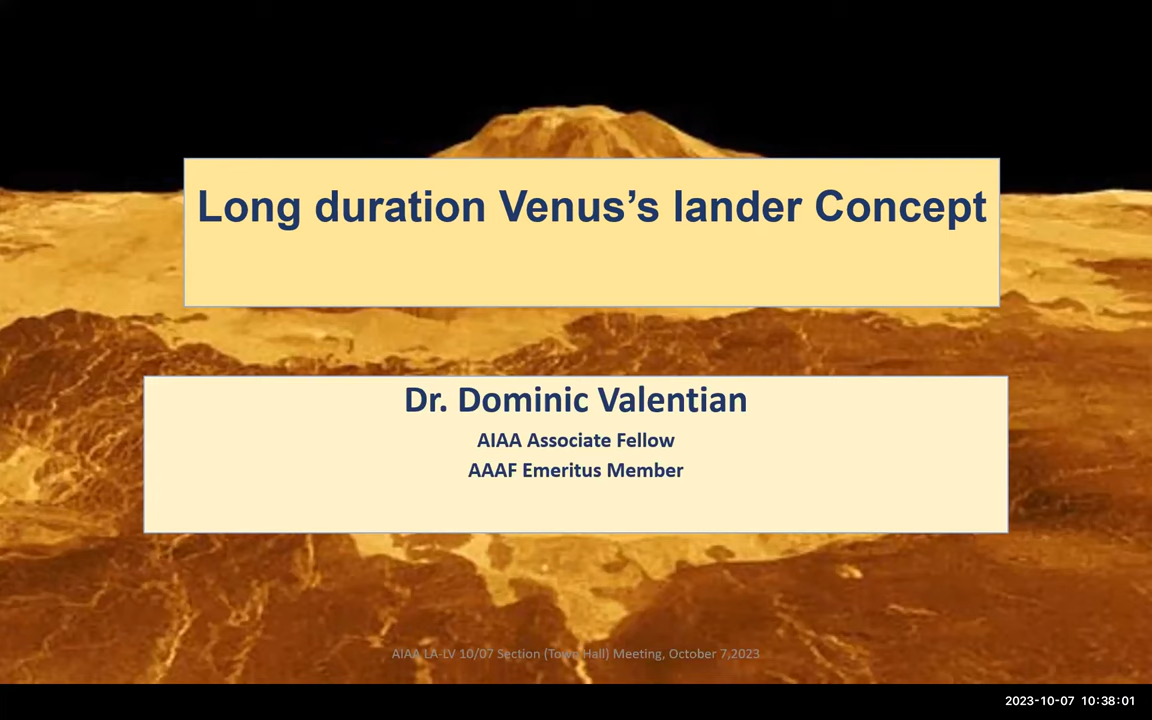 Long duration Venus’s lander Concept
Dr. Dominic Valentian
AIAA Associate Fellow
AAAF Emeritus Member
AIAA LA-LV 10/07 Section (Town Hall) Meeting, October 7,2023
2023-10-07 10:38:01